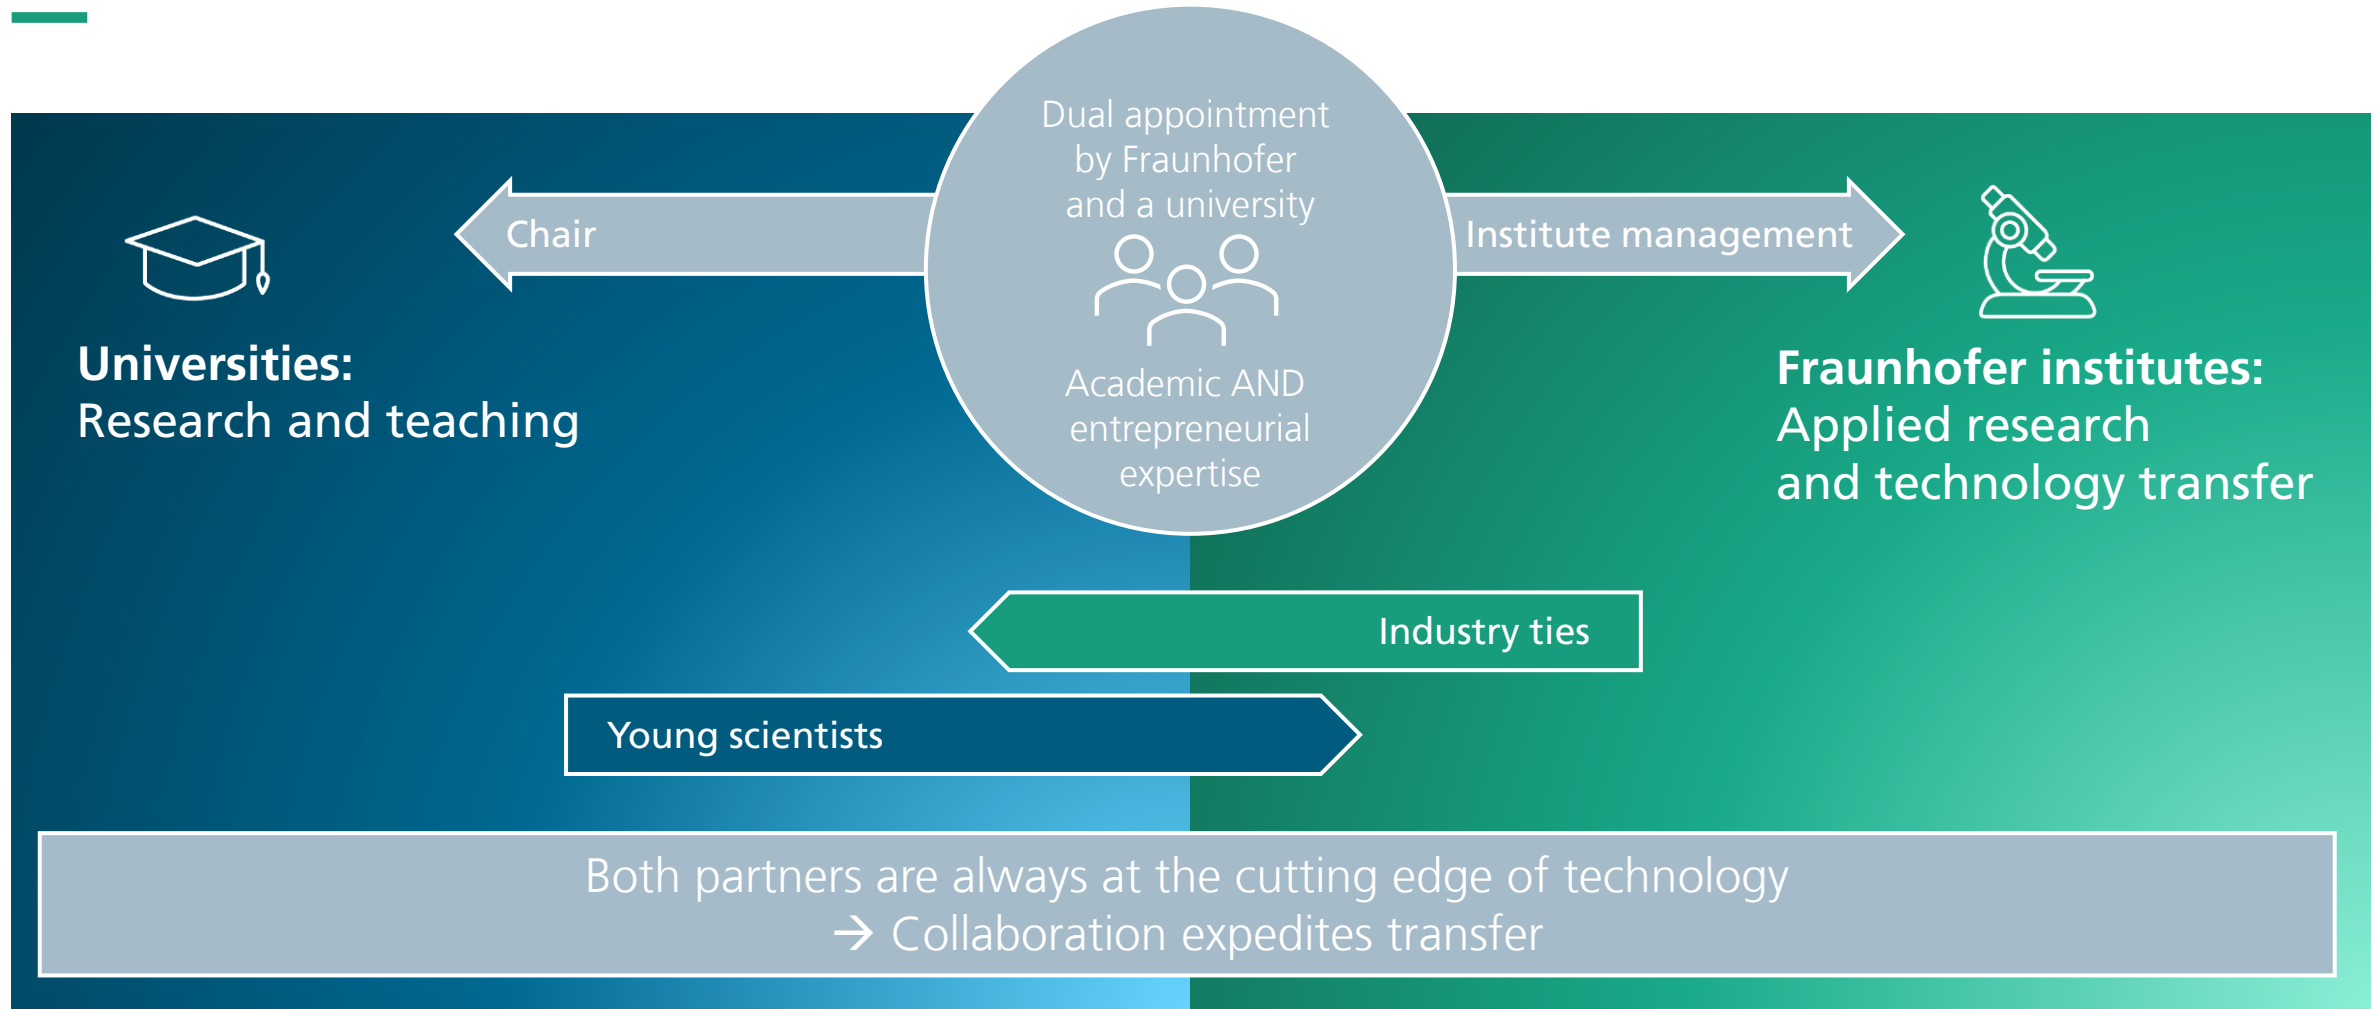 Dual appointment
by Fraunhofer
and a university
Academic AND
entrepreneurial
expertise
Chair
Institute management
Universities:
Research and teaching
Fraunhofer institutes:
Applied research
and technology transfer
Industry ties
Young scientists
Both partners are always at the cutting edge of technology
→ Collaboration expedites transfer